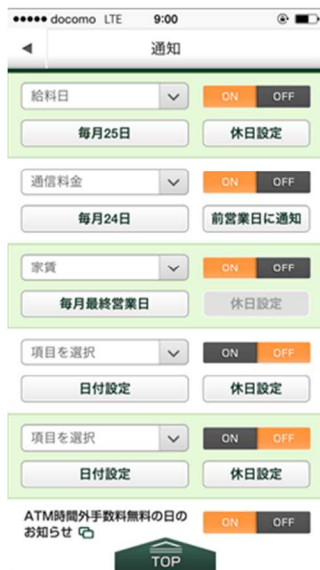 docomo LTE 9:00
通知
給料日 ON OFF
毎月25日 休日設定
通信料金 ON OFF
毎月24日 前営業日に通知
家賃 ON OFF
毎月最終営業日 休日設定
項目を選択 ON OFF
日付設定 休日設定
項目を選択 ON OFF
日付設定 休日設定
ATM時間外手数料無料の日の
お知らせ ON OFF
TOP